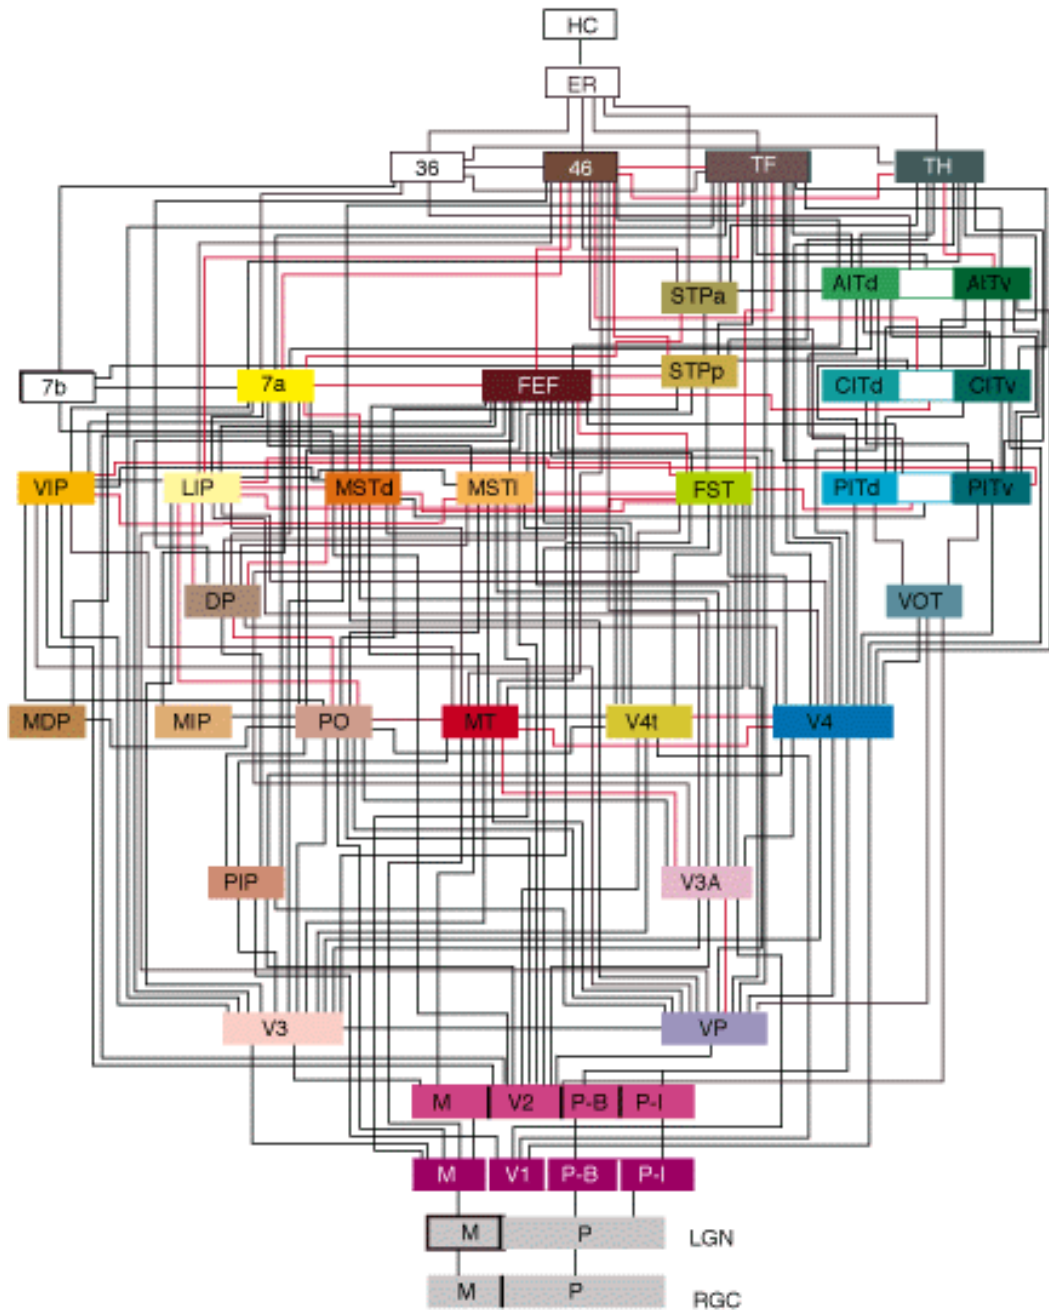 HC
ER
36 46 TF TH
STPa AITd AITv
7b 7a FEF STPp CITd CITv
VIP LIP MSTd MSTl FST PITd PITv
DP VOT
MDP MIP PO MT V4t V4
PIP V3A
V3 VP
M V2 P-B P-I
M V1 P-B P-I
M P LGN
M P RGC